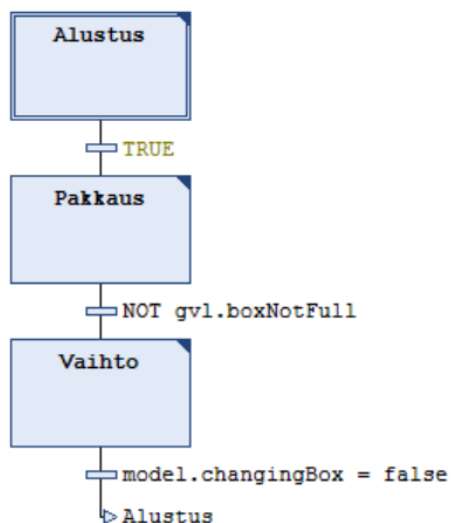 Alustus
TRUE
Pakkaus
NOT gvl.boxNotFull
Vaihto
model.changingBox = false
Alustus